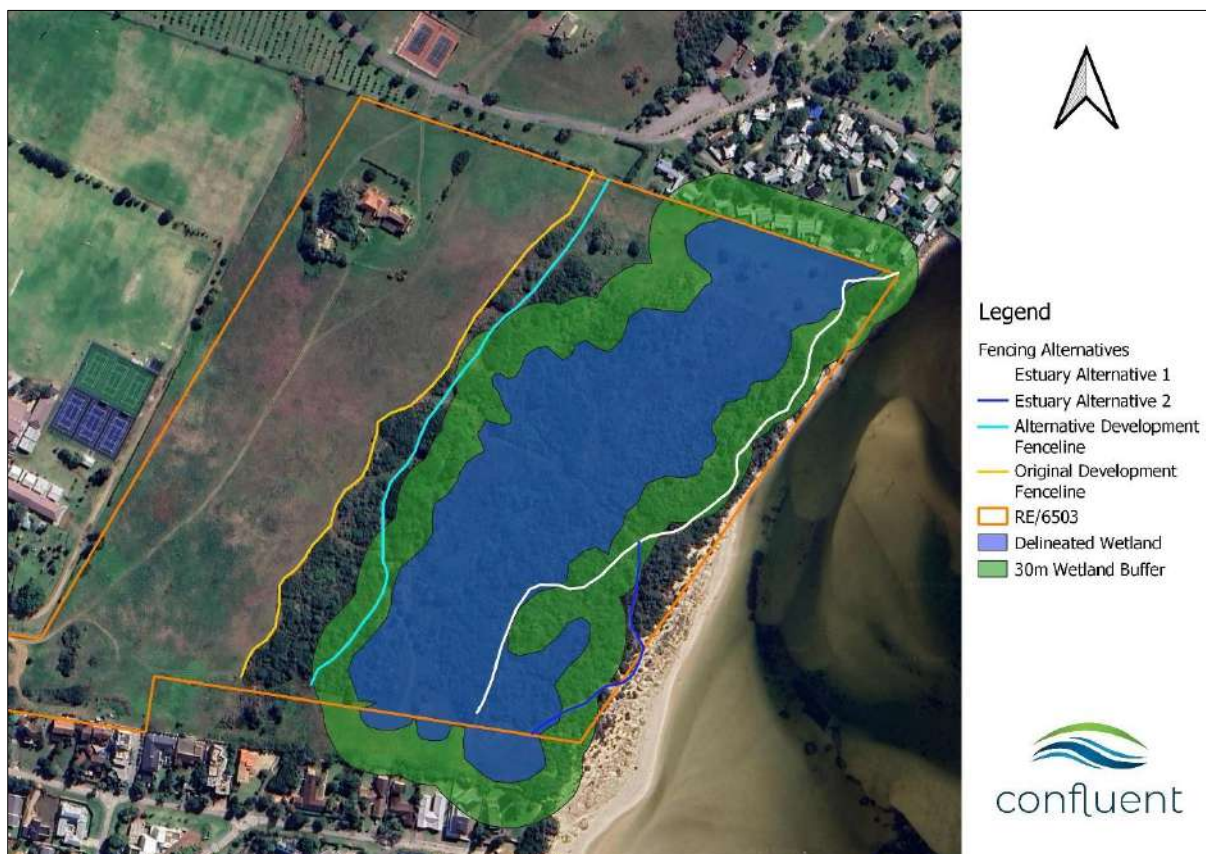 Legend
Fencing Alternatives
Estuary Alternative 1
Estuary Alternative 2
Alternative Development
Fenceline
Original Development
Fenceline
RE/6503
Delineated Wetland
30m Wetland Buffer
confluent